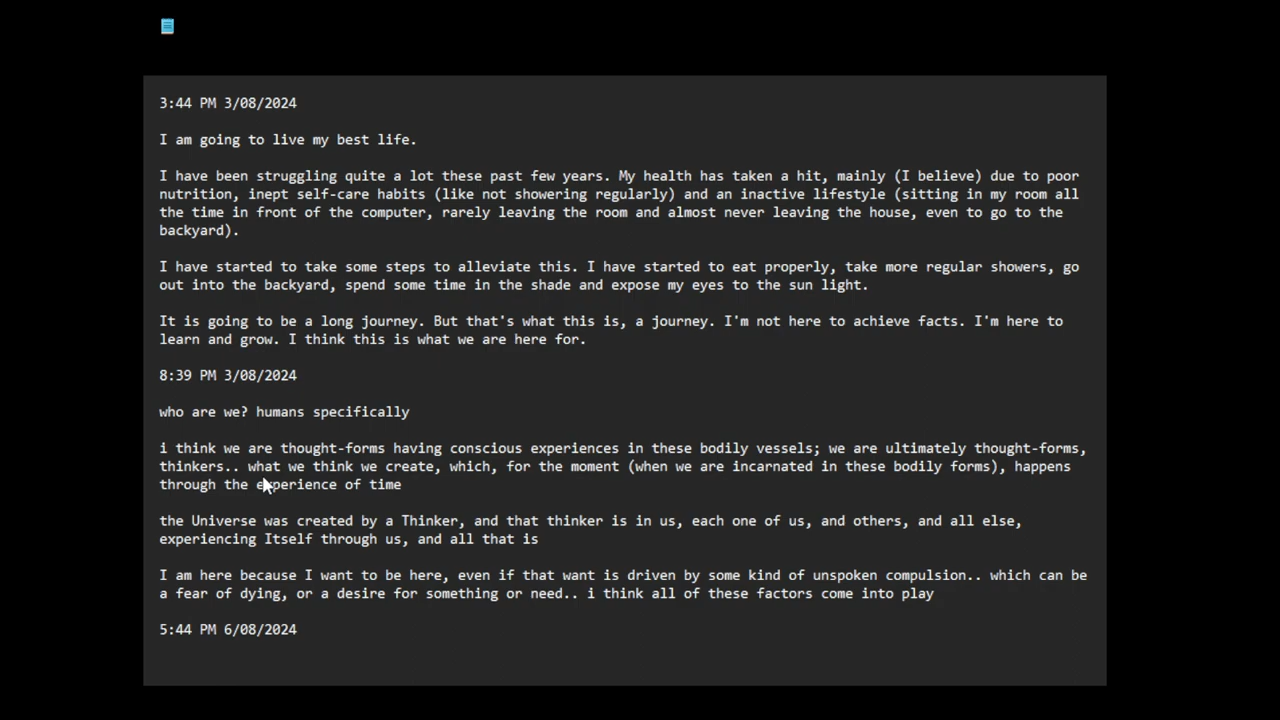 3:44 PM 3/08/2024
I am going to live my best life.
I have been struggling quite a lot these past few years. My health has taken a hit, mainly (I believe) due to poor
nutrition, inept self-care habits (like not showering regularly) and an inactive lifestyle (sitting in my room all
the time in front of the computer, rarely leaving the room and almost never leaving the house, even to go to the
backyard).
I have started to take some steps to alleviate this. I have started to eat properly, take more regular showers, go
out into the backyard, spend some time in the shade and expose my eyes to the sun light.
It is going to be a long journey. But that's what this is, a journey. I'm not here to achieve facts. I'm here to
learn and grow. I think this is what we are here for.
8:39 PM 3/08/2024
who are we? humans specifically
i think we are thought-forms having conscious experiences in these bodily vessels; we are ultimately thought-forms,
thinkers.. what we think we create, which, for the moment (when we are incarnated in these bodily forms), happens
through the experience of time
the Universe was created by a Thinker, and that thinker is in us, each one of us, and others, and all else,
experiencing Itself through us, and all that is
I am here because I want to be here, even if that want is driven by some kind of unspoken compulsion.. which can be
a fear of dying, or a desire for something or need.. i think all of these factors come into play
5:44 PM 6/08/2024